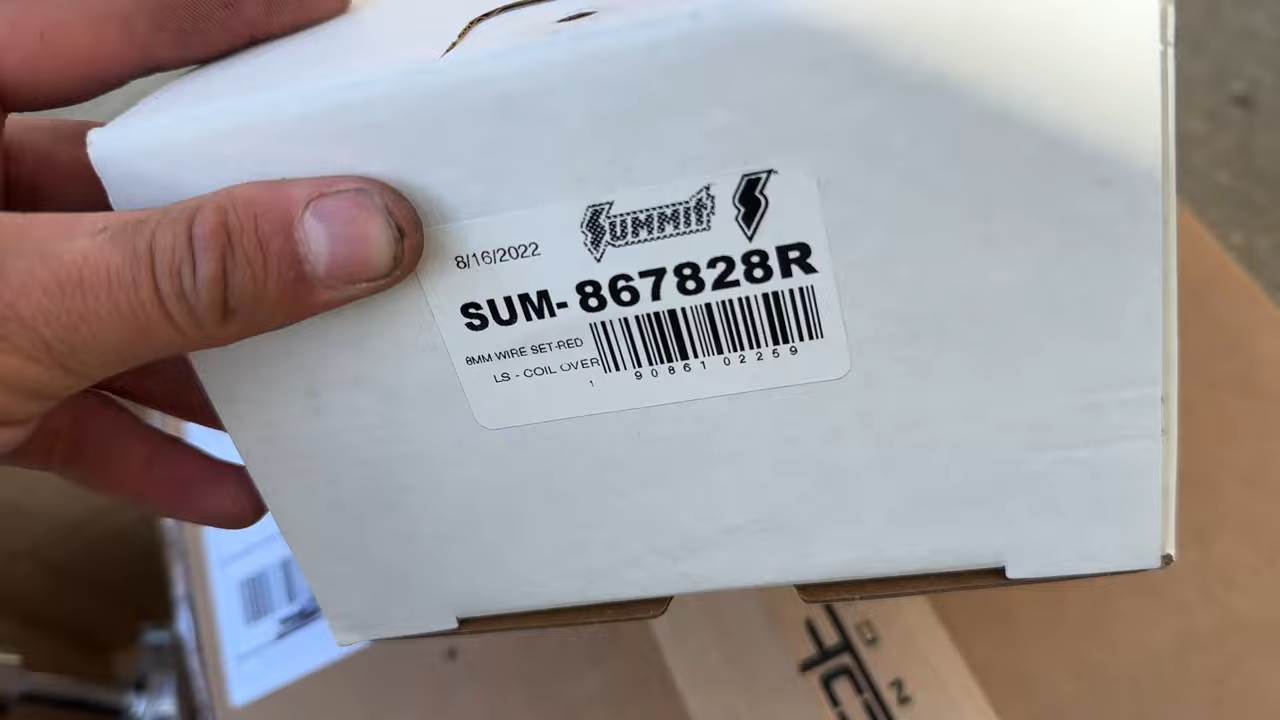 SUMMIT S
8/16/2022
SUM-867828R
8MM WIRE SET-RED
LS - COIL OVER
1 90861 02259